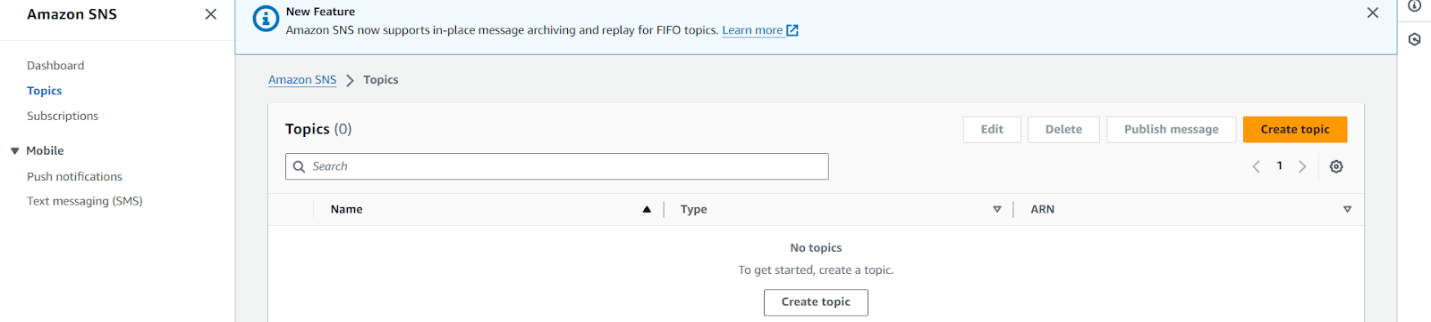 Amazon SNS
New Feature
Amazon SNS now supports in-place message archiving and replay for FIFO topics. Learn more
Dashboard
Topics
Subscriptions
Mobile
Push notifications
Text messaging (SMS)
Amazon SNS > Topics
Topics (0)
Edit
Delete
Publish message
Create topic
Search
1
Name
Type
ARN
No topics
To get started, create a topic.
Create topic